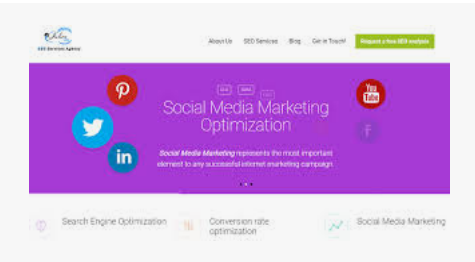 SEO Services Agency
About Us SEO Services Blog Get in Touch! Request a free SEO analysis
Social Media Marketing
Optimization
Social Media Marketing represents the most important
element to any successful internet marketing campaign.
You
Tube
in
Search Engine Optimization
Conversion rate
optimization
Social Media Marketing